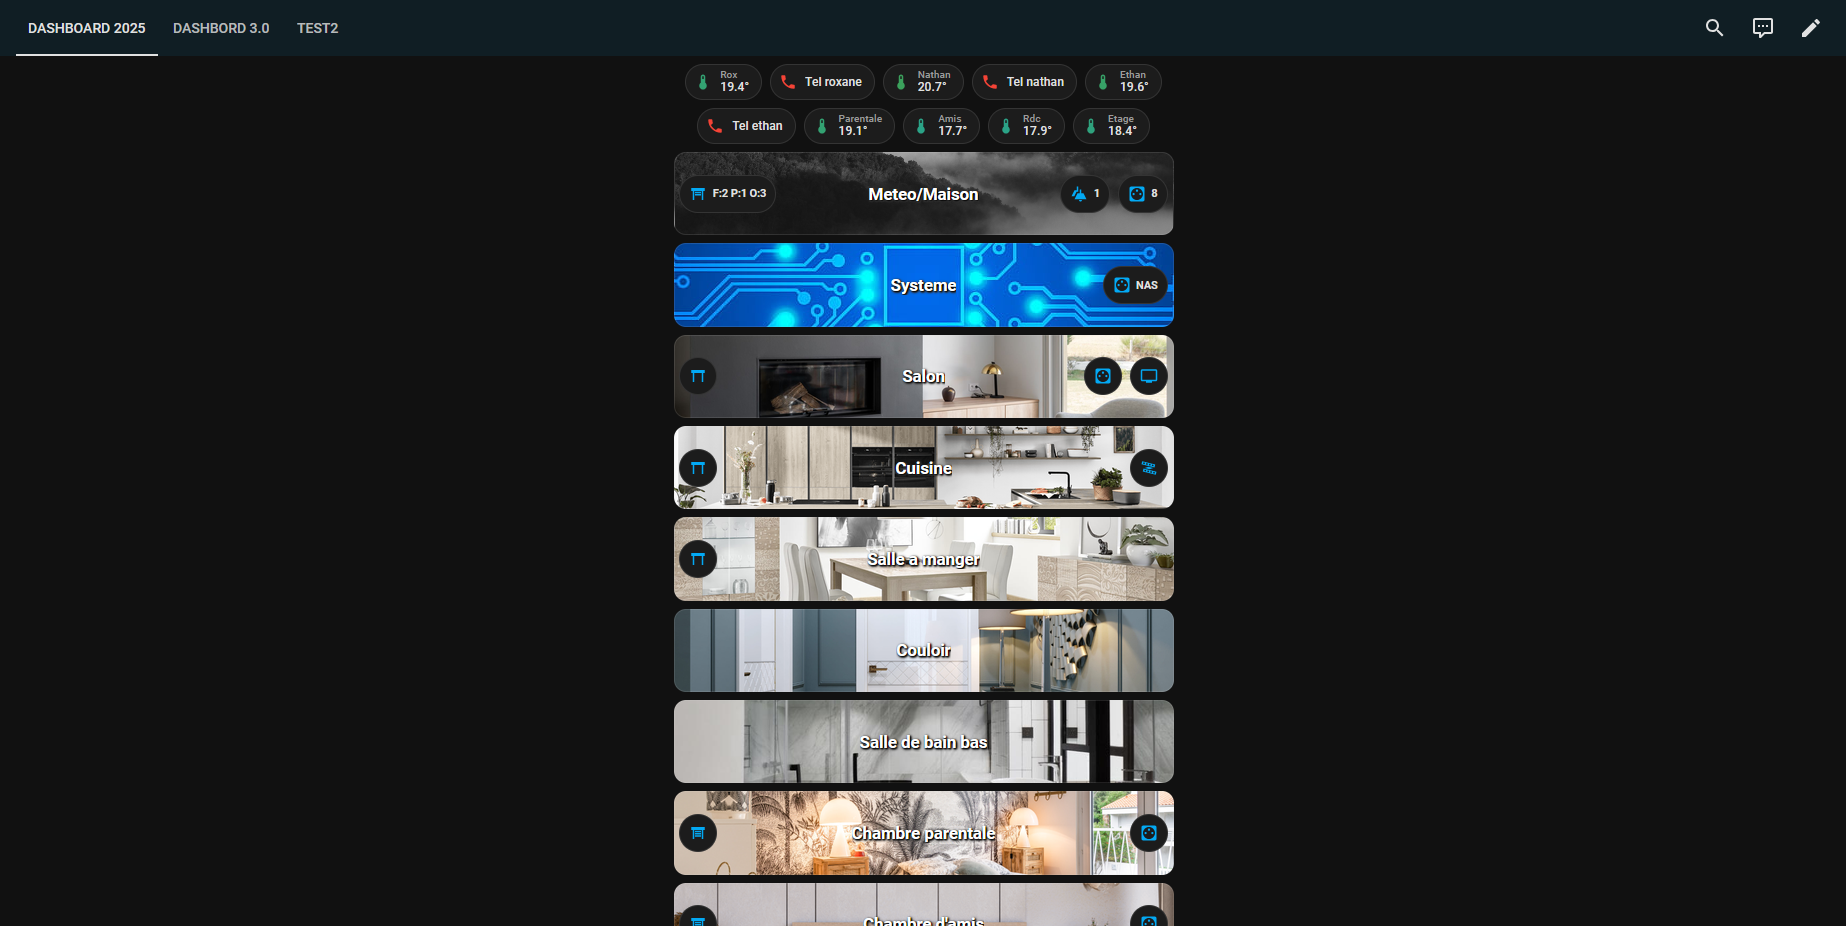 DASHBOARD 2025 DASHBORD 3.0 TEST2
Rox
19.4°
Tel roxane
Nathan
20.7°
Tel nathan
Ethan
19.6°
Tel ethan
Parentale
19.1°
Amis
17.7°
Rdc
17.9°
Etage
18.4°
F:2 P:1 O:3
Meteo/Maison
1
8
Systeme
NAS
Salon
Cuisine
Salle a manger
Couloir
Salle de bain bas
Chambre parentale
Chambre d'amis